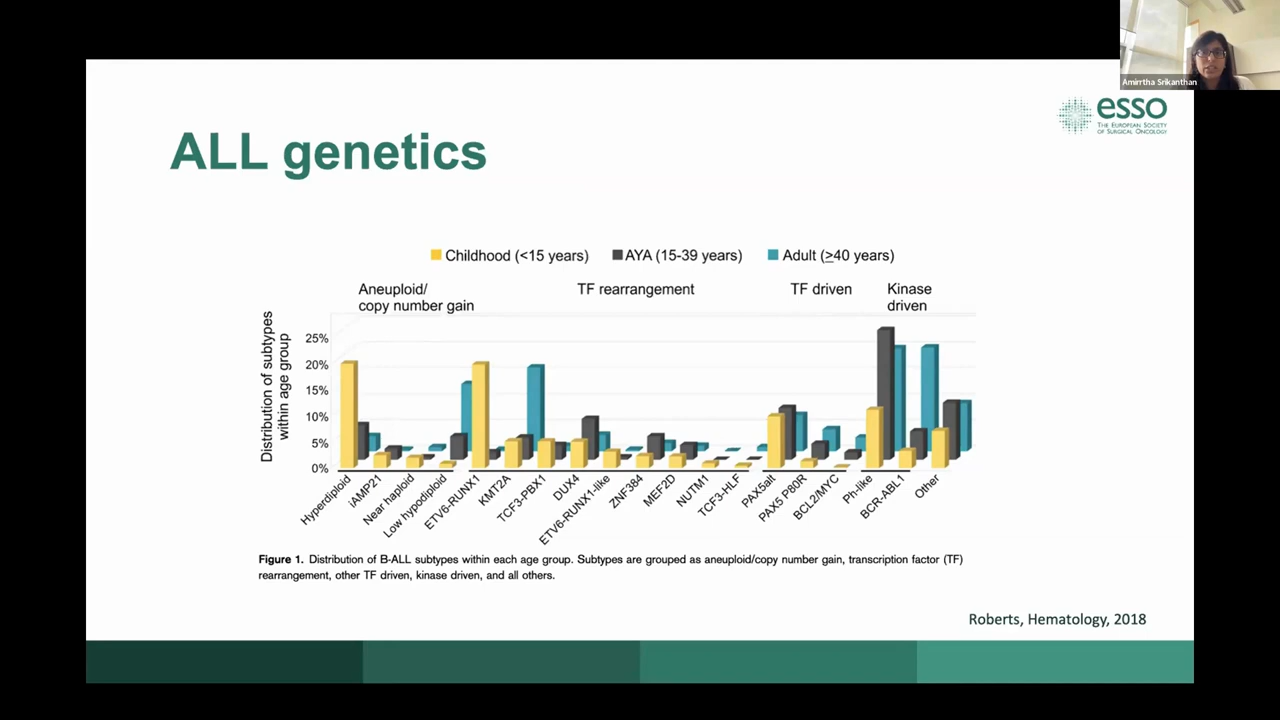 Amirrtha Srikanthan
esso
THE EUROPEAN SOCIETY
OF SURGICAL ONCOLOGY
ALL genetics
Childhood (<15 years)
AYA (15-39 years)
Adult (≥40 years)
Aneuploid/
copy number gain
TF rearrangement
TF driven
Kinase
driven
Distribution of subtypes
within age group
25%
20%
15%
10%
5%
0%
Hyperdiploid
iAMP21
Near haploid
Low hypodiploid
ETV6-RUNX1
KMT2A
TCF3-PBX1
DUX4
ETV6-RUNX1-like
ZNF384
MEF2D
NUTM1
TCF3-HLF
PAX5alt
PAX5 P80R
BCL2/MYC
Ph-like
BCR-ABL1
Other
Figure 1. Distribution of B-ALL subtypes within each age group. Subtypes are grouped as aneuploid/copy number gain, transcription factor (TF)
rearrangement, other TF driven, kinase driven, and all others.
Roberts, Hematology, 2018